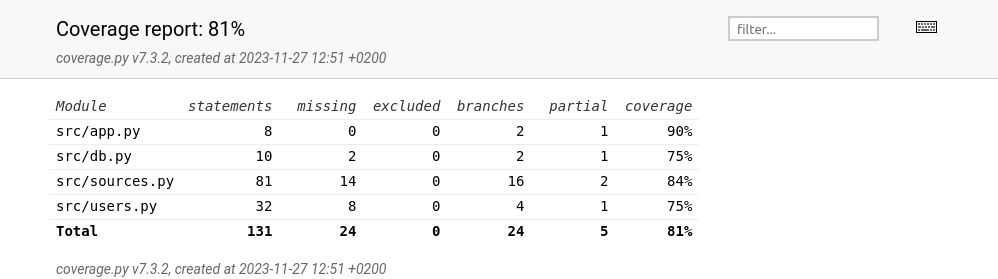 Coverage report: 81%
filter...
coverage.py v7.3.2, created at 2023-11-27 12:51 +0200
Module statements missing excluded branches partial coverage
src/app.py 8 0 0 2 1 90%
src/db.py 10 2 0 2 1 75%
src/sources.py 81 14 0 16 2 84%
src/users.py 32 8 0 4 1 75%
Total 131 24 0 24 5 81%
coverage.py v7.3.2, created at 2023-11-27 12:51 +0200